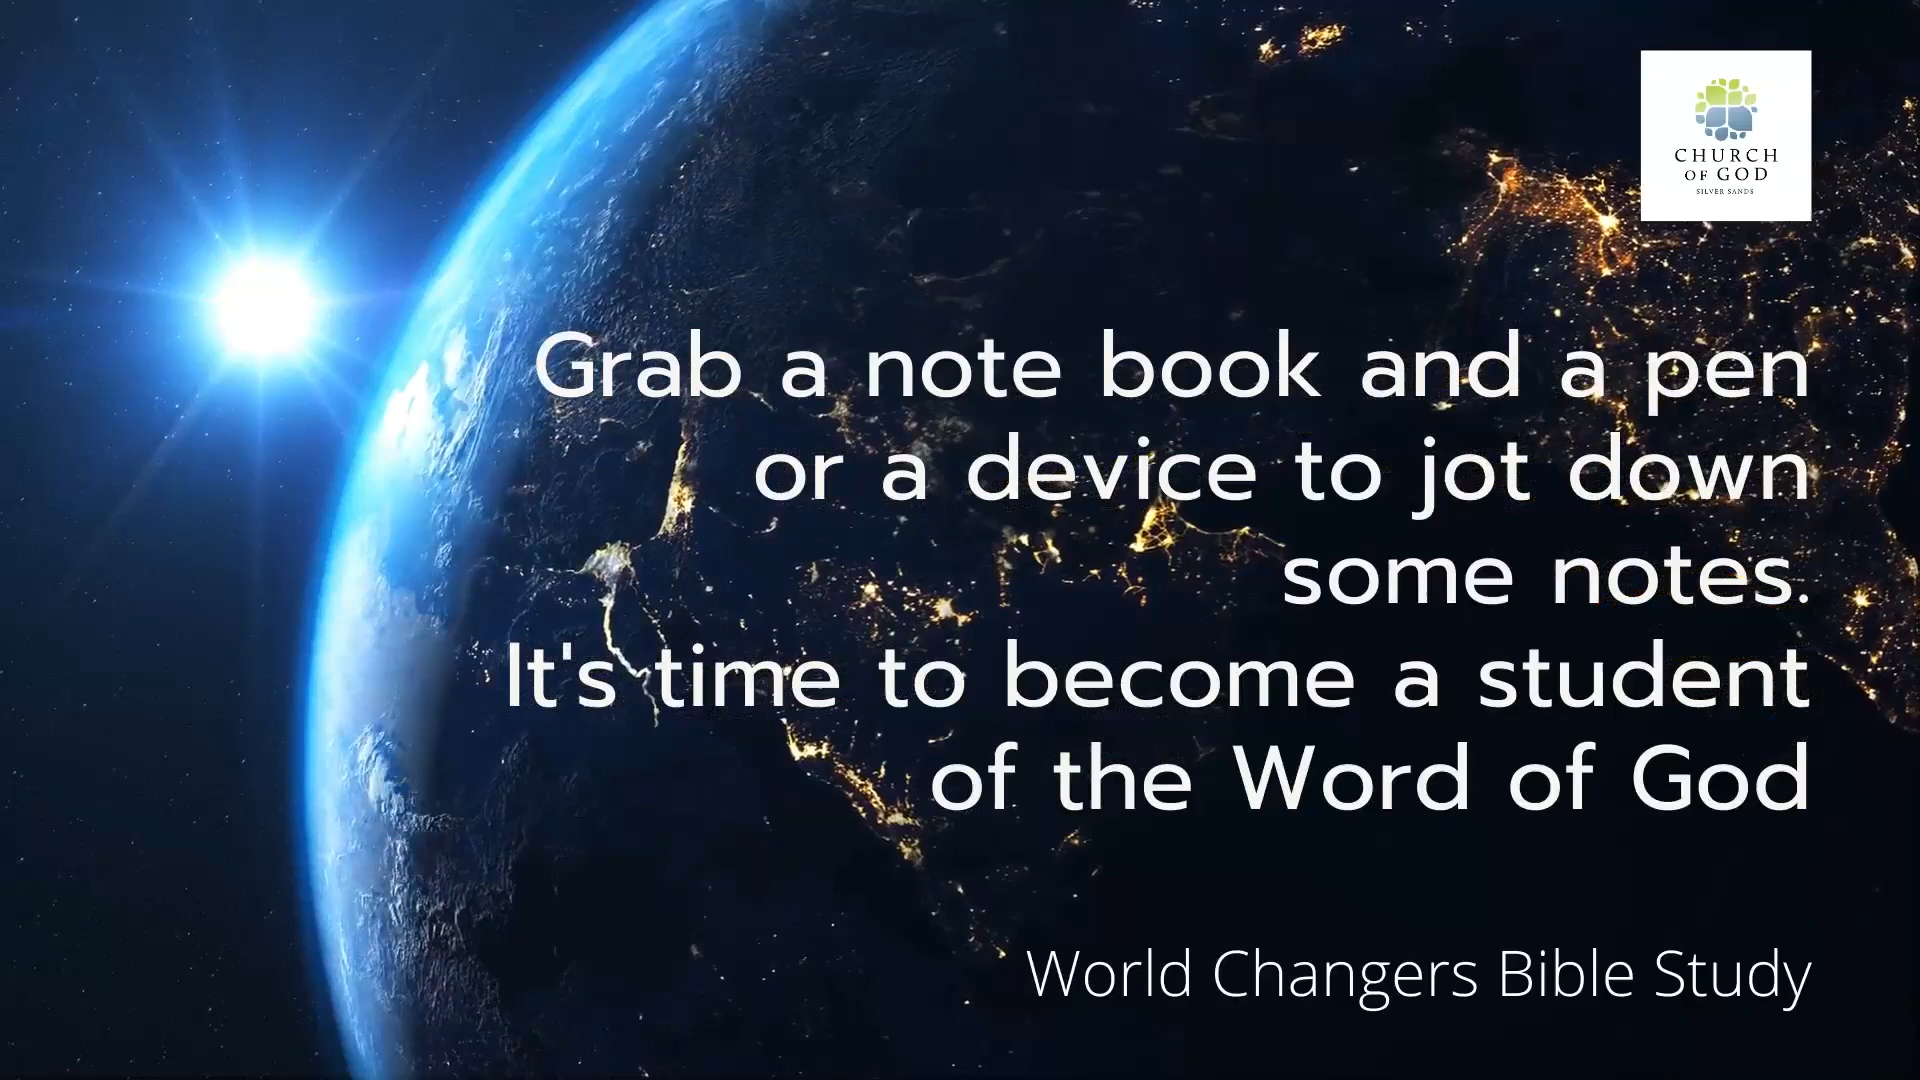 CHURCH
OF GOD
SILVER SANDS
Grab a note book and a pen
or a device to jot down
some notes.
It's time to become a student
of the Word of God
World Changers Bible Study